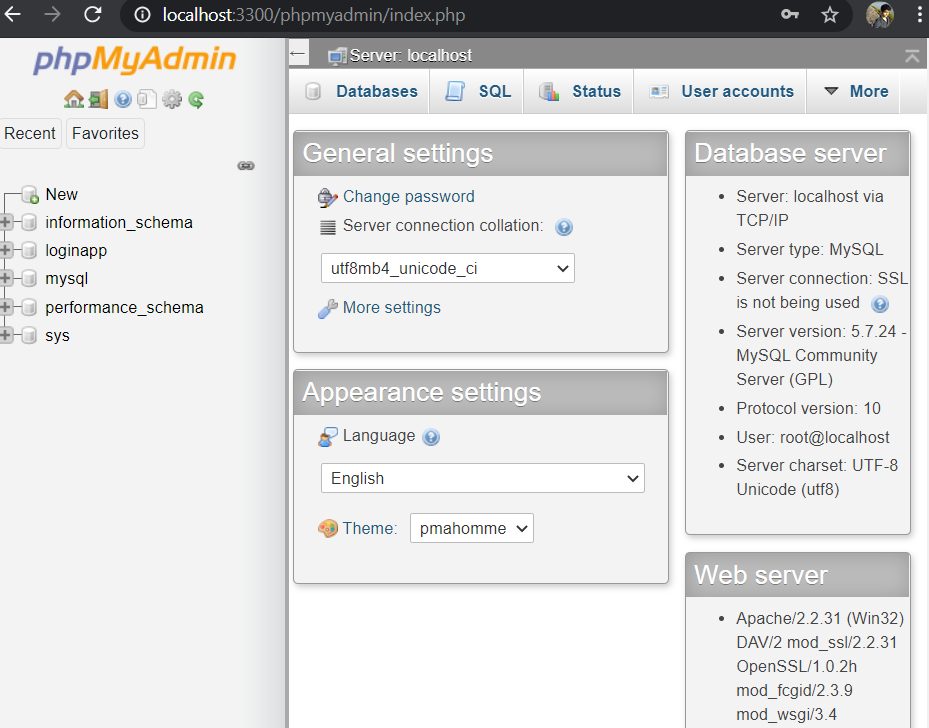 localhost:3300/phpmyadmin/index.php
phpMyAdmin
Recent
Favorites
New
information_schema
loginapp
mysql
performance_schema
sys
Server: localhost
Databases
SQL
Status
User accounts
More
General settings
Change password
Server connection collation:
utf8mb4_unicode_ci
More settings
Appearance settings
Language
English
Theme:
pmahomme
Database server
Server: localhost via
TCP/IP
Server type: MySQL
Server connection: SSL
is not being used
Server version: 5.7.24 -
MySQL Community
Server (GPL)
Protocol version: 10
User: root@localhost
Server charset: UTF-8
Unicode (utf8)
Web server
Apache/2.2.31 (Win32)
DAV/2 mod_ssl/2.2.31
OpenSSL/1.0.2h
mod_fcgid/2.3.9
mod_wsgi/3.4